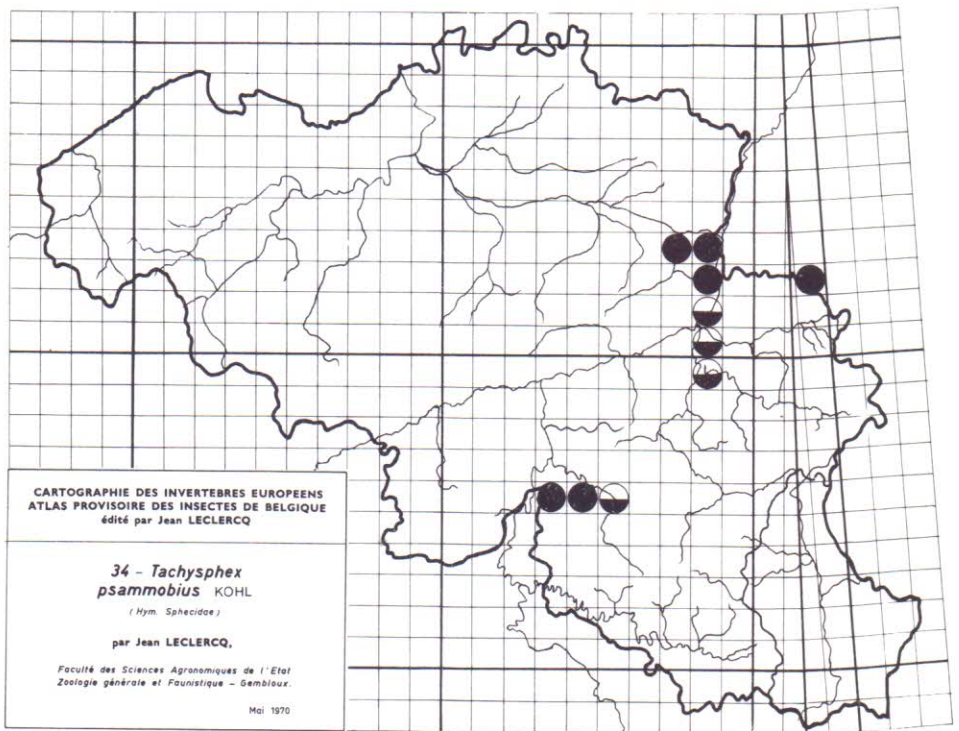 CARTOGRAPHIE DES INVERTEBRES EUROPEENS
ATLAS PROVISOIRE DES INSECTES DE BELGIQUE
édité par Jean LECLERCQ
34 – Tachysphex
psammobius KOHL
(Hym. Sphecidae)
par Jean LECLERCQ,
Faculté des Sciences Agronomiques de l'Etat
Zoologie générale et Faunistique – Gembloux.
Mai 1970